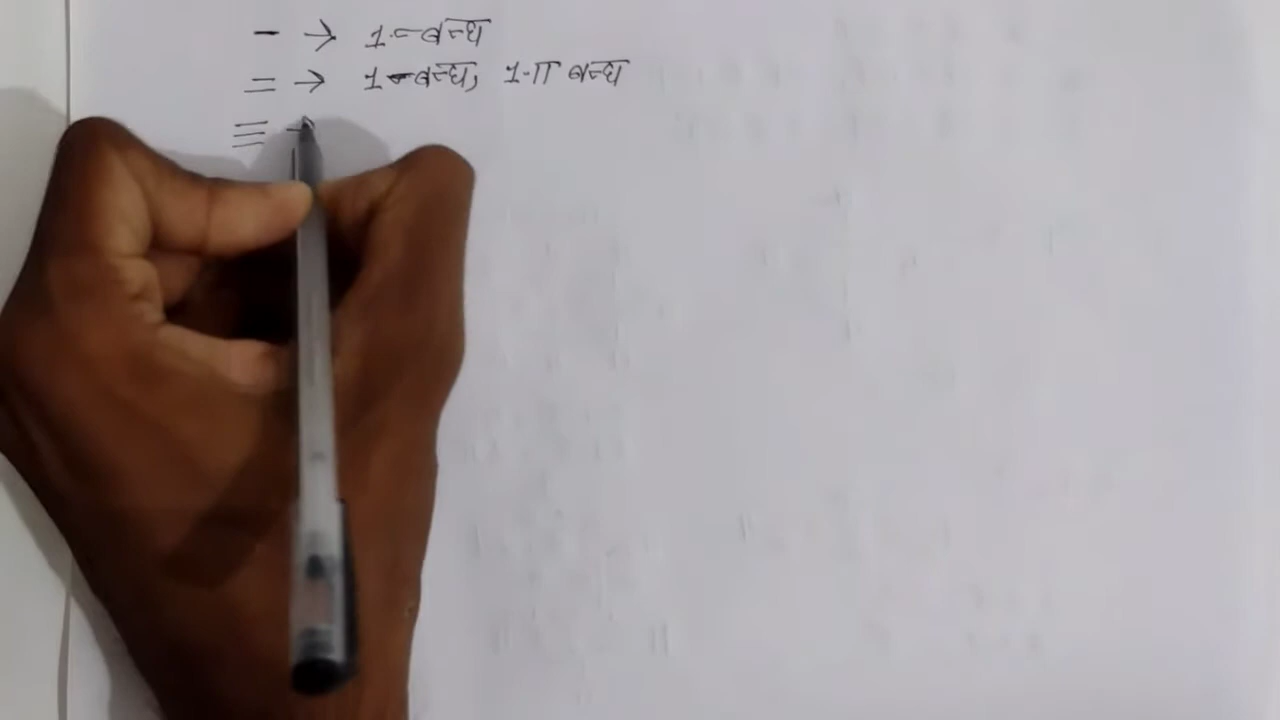 - → 1-बन्ध
= → 1-बन्ध, 1-π बन्ध
≡ →